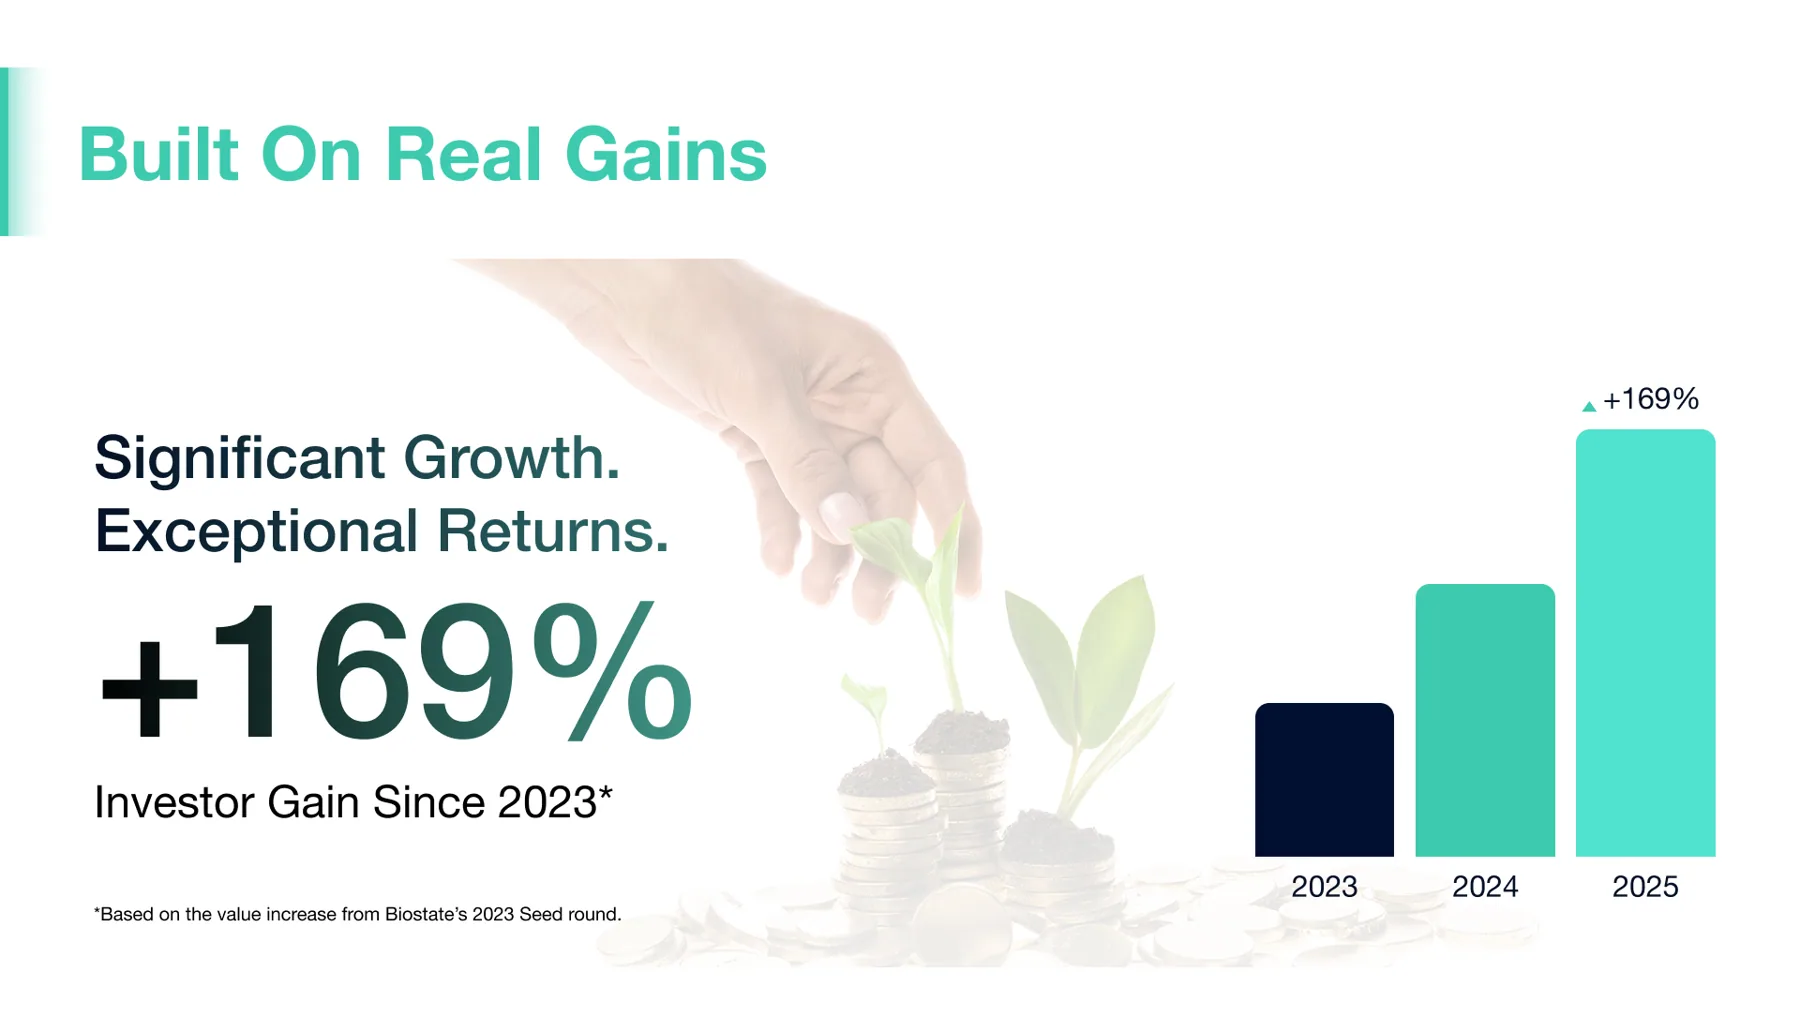 Built On Real Gains
Significant Growth.
Exceptional Returns.
+169%
Investor Gain Since 2023*
*Based on the value increase from Biostate’s 2023 Seed round.
▲ +169%
2023
2024
2025